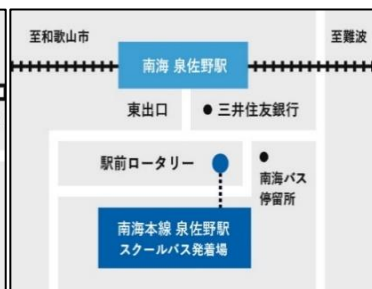 至和歌山市
至難波
南海 泉佐野駅
東出口
三井住友銀行
駅前ロータリー
南海バス
停留所
南海本線 泉佐野駅
スクールバス発着場